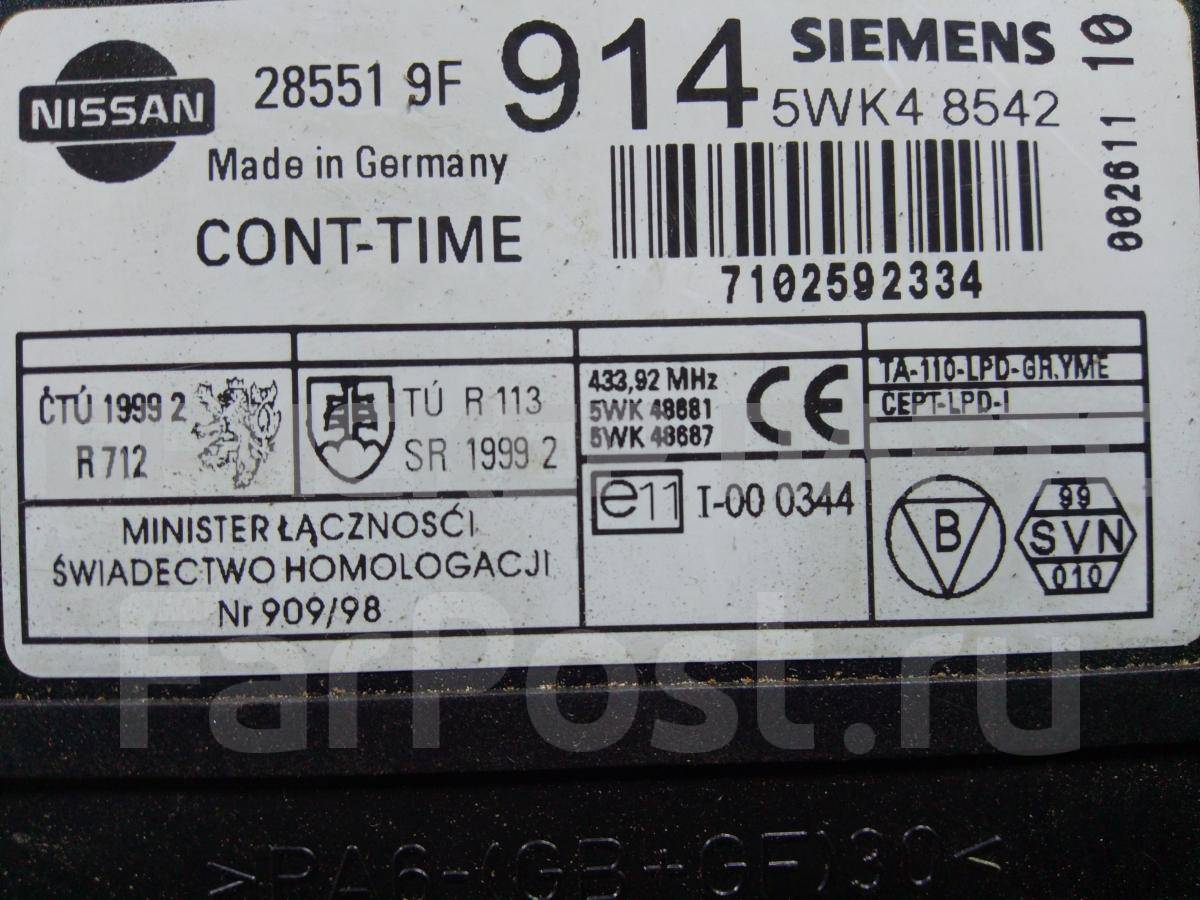 NISSAN
28551 9F 914
SIEMENS
5WK4 8542
Made in Germany
CONT-TIME
7102592334
002611 10
ČTÚ 1999 2
R 712
TÚ R 113
SR 1999 2
433,92 MHz
5WK 48681
5WK 48687
CE
TA-110-LPD-GR.YME
CEPT-LPD-I
MINISTER ŁĄCZNOSĆI
ŚWIADECTWO HOMOLOGACJI
Nr 909/98
e11 I-00 0344
B
99
SVN
010
FarPost.ru
>PA6-(GB+GF)30<